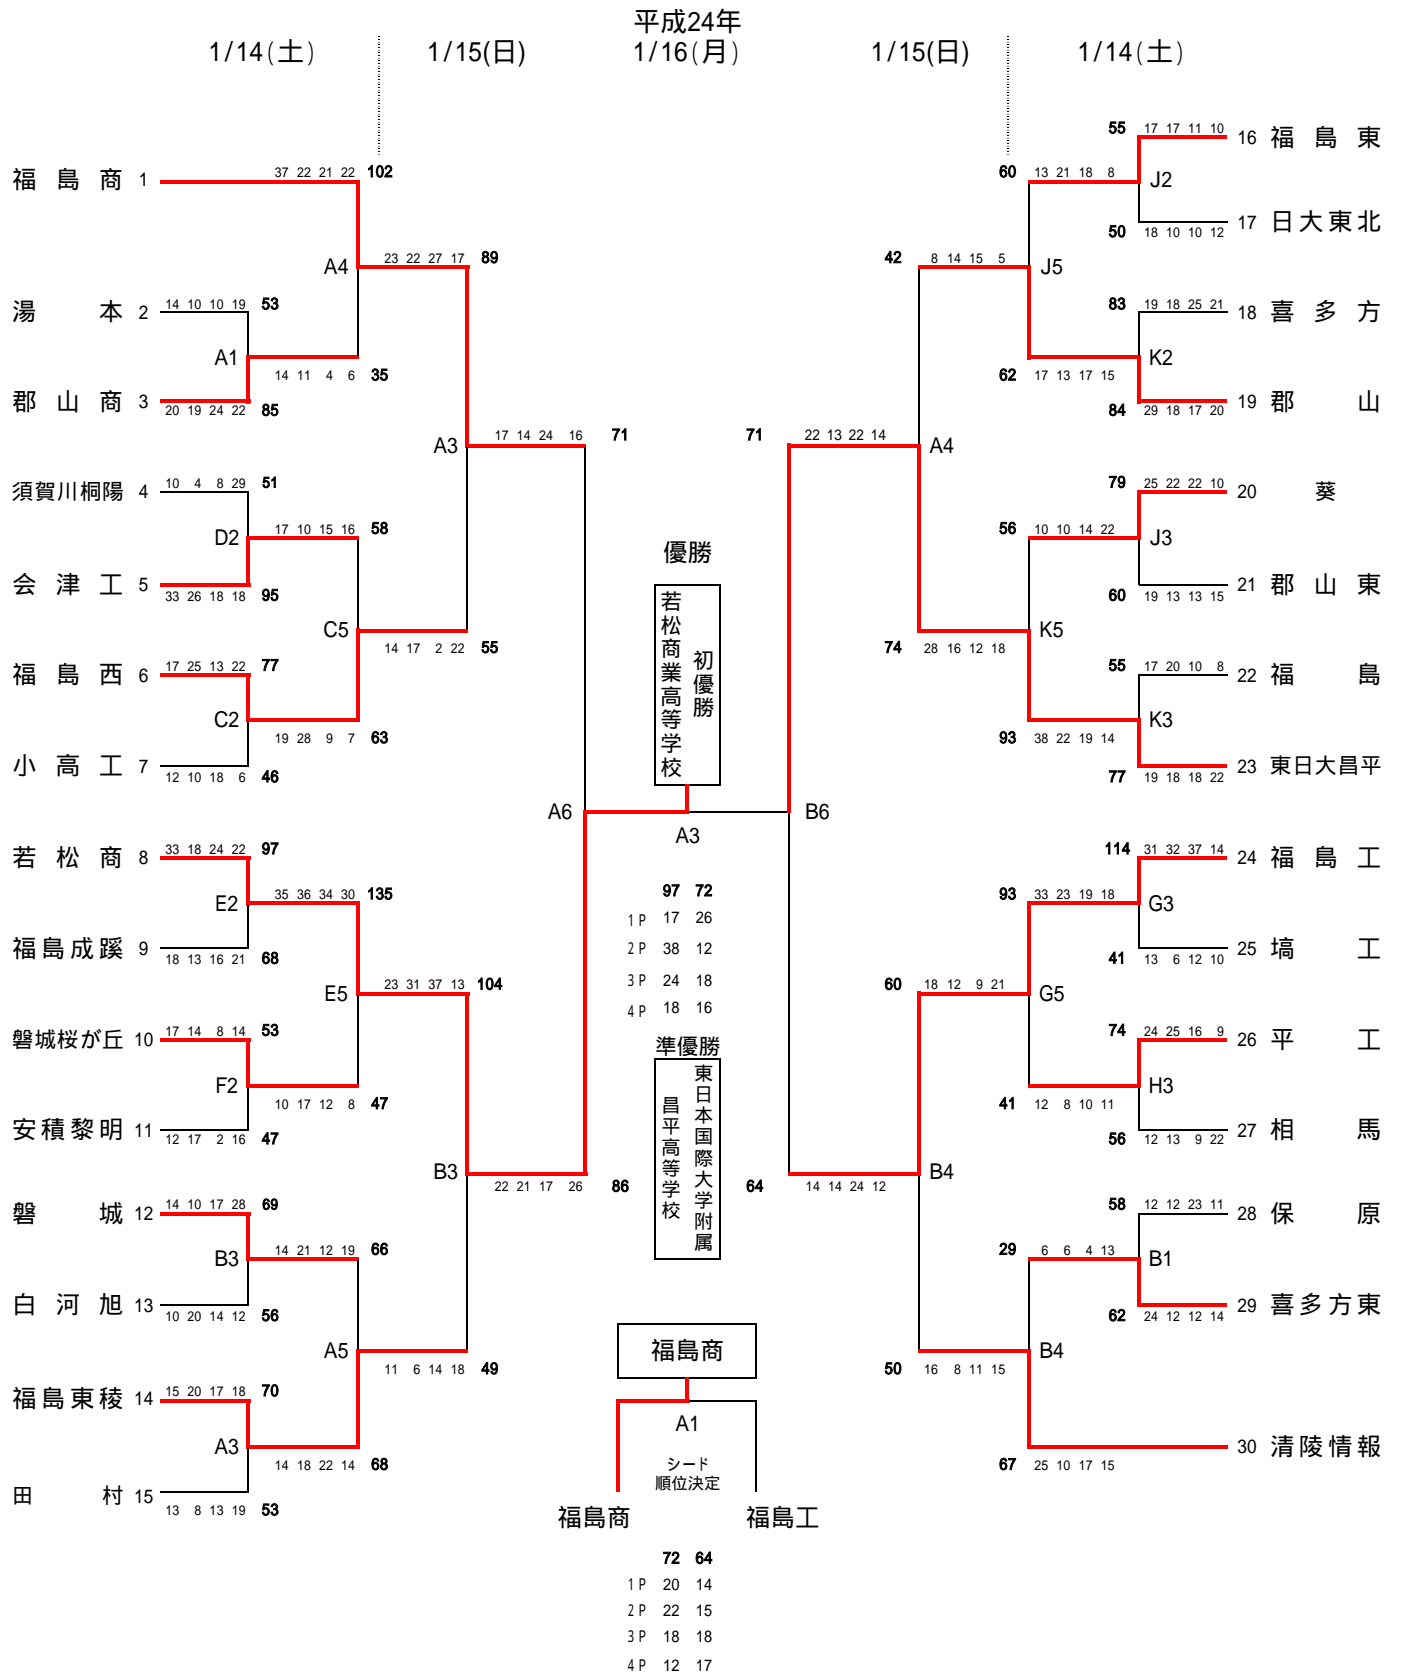 平成24年
1/14(土)
1/15(日)
1/16(月)
1/15(日)
1/14(土)
福島商 1
37 22 21 22 102
A4
湯本 2
14 10 10 19 53
A1
14 11 4 6 35
郡山商 3
20 19 24 22 85
23 22 27 17 89
A3
須賀川桐陽 4
10 4 8 29 51
D2
17 10 15 16 58
会津工 5
33 26 18 18 95
C5
14 17 2 22 55
福島西 6
17 25 13 22 77
C2
19 28 9 7 63
小高工 7
12 10 18 6 46
17 14 24 16 71
A6
若松商 8
33 18 24 22 97
E2
35 36 34 30 135
福島成蹊 9
18 13 16 21 68
E5
23 31 37 13 104
磐城桜が丘 10
17 14 8 14 53
F2
10 17 12 8 47
安積黎明 11
12 17 2 16 47
B3
22 21 17 26 86
磐城 12
14 10 17 28 69
B3
14 21 12 19 66
白河旭 13
10 20 14 12 56
A5
11 6 14 18 49
福島東稜 14
15 20 17 18 70
A3
14 18 22 14 68
田村 15
13 8 13 19 53
優勝
若松商業高等学校
初優勝
A3
97 72
1P 17 26
2P 38 12
3P 24 18
4P 18 16
準優勝
東日本国際大学附属
昌平高等学校
福島商
A1
シード
順位決定
福島商 福島工
72 64
1P 20 14
2P 22 15
3P 18 18
4P 12 17
55 17 17 11 10
16 福島東
60 13 21 18 8
J2
50 18 10 10 12
17 日大東北
42 8 14 15 5
J5
83 19 18 25 21
18 喜多方
62 17 13 17 15
K2
84 29 18 17 20
19 郡山
71 22 13 22 14
A4
79 25 22 22 10
20 葵
56 10 10 14 22
J3
60 19 13 13 15
21 郡山東
74 28 16 12 18
K5
55 17 20 10 8
22 福島
93 38 22 19 14
K3
77 19 18 18 22
23 東日大昌平
B6
114 31 32 37 14
24 福島工
93 33 23 19 18
G3
41 13 6 12 10
25 塙工
60 18 12 9 21
G5
74 24 25 16 9
26 平工
41 12 8 10 11
H3
56 12 13 9 22
27 相馬
64 14 14 24 12
B4
58 12 12 23 11
28 保原
29 6 6 4 13
B1
62 24 12 12 14
29 喜多方東
50 16 8 11 15
B4
67 25 10 17 15
30 清陵情報